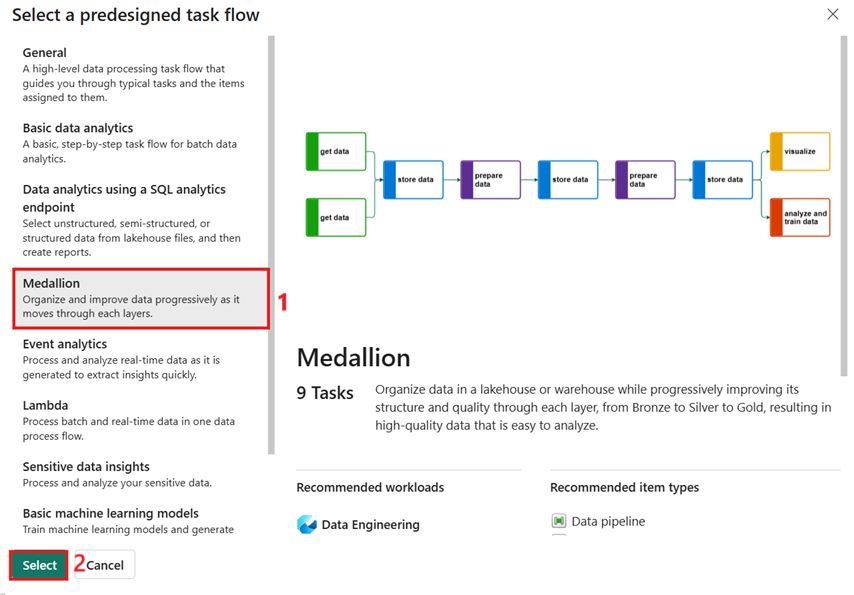 Select a predesigned task flow
General
A high-level data processing task flow that
guides you through typical tasks and the items
assigned to them.
Basic data analytics
A basic, step-by-step task flow for batch data
analytics.
Data analytics using a SQL analytics
endpoint
Select unstructured, semi-structured, or
structured data from lakehouse files, and then
create reports.
Medallion
Organize and improve data progressively as it
moves through each layers.
1
Event analytics
Process and analyze real-time data as it is
generated to extract insights quickly.
Lambda
Process batch and real-time data in one data
process flow.
Sensitive data insights
Process and analyze your sensitive data.
Basic machine learning models
Train machine learning models and generate
Select
2
Cancel
get data
get data
store data
prepare
data
store data
prepare
data
store data
visualize
analyze and
train data
Medallion
9 Tasks
Organize data in a lakehouse or warehouse while progressively improving its
structure and quality through each layer, from Bronze to Silver to Gold, resulting in
high-quality data that is easy to analyze.
Recommended workloads
Data Engineering
Recommended item types
Data pipeline